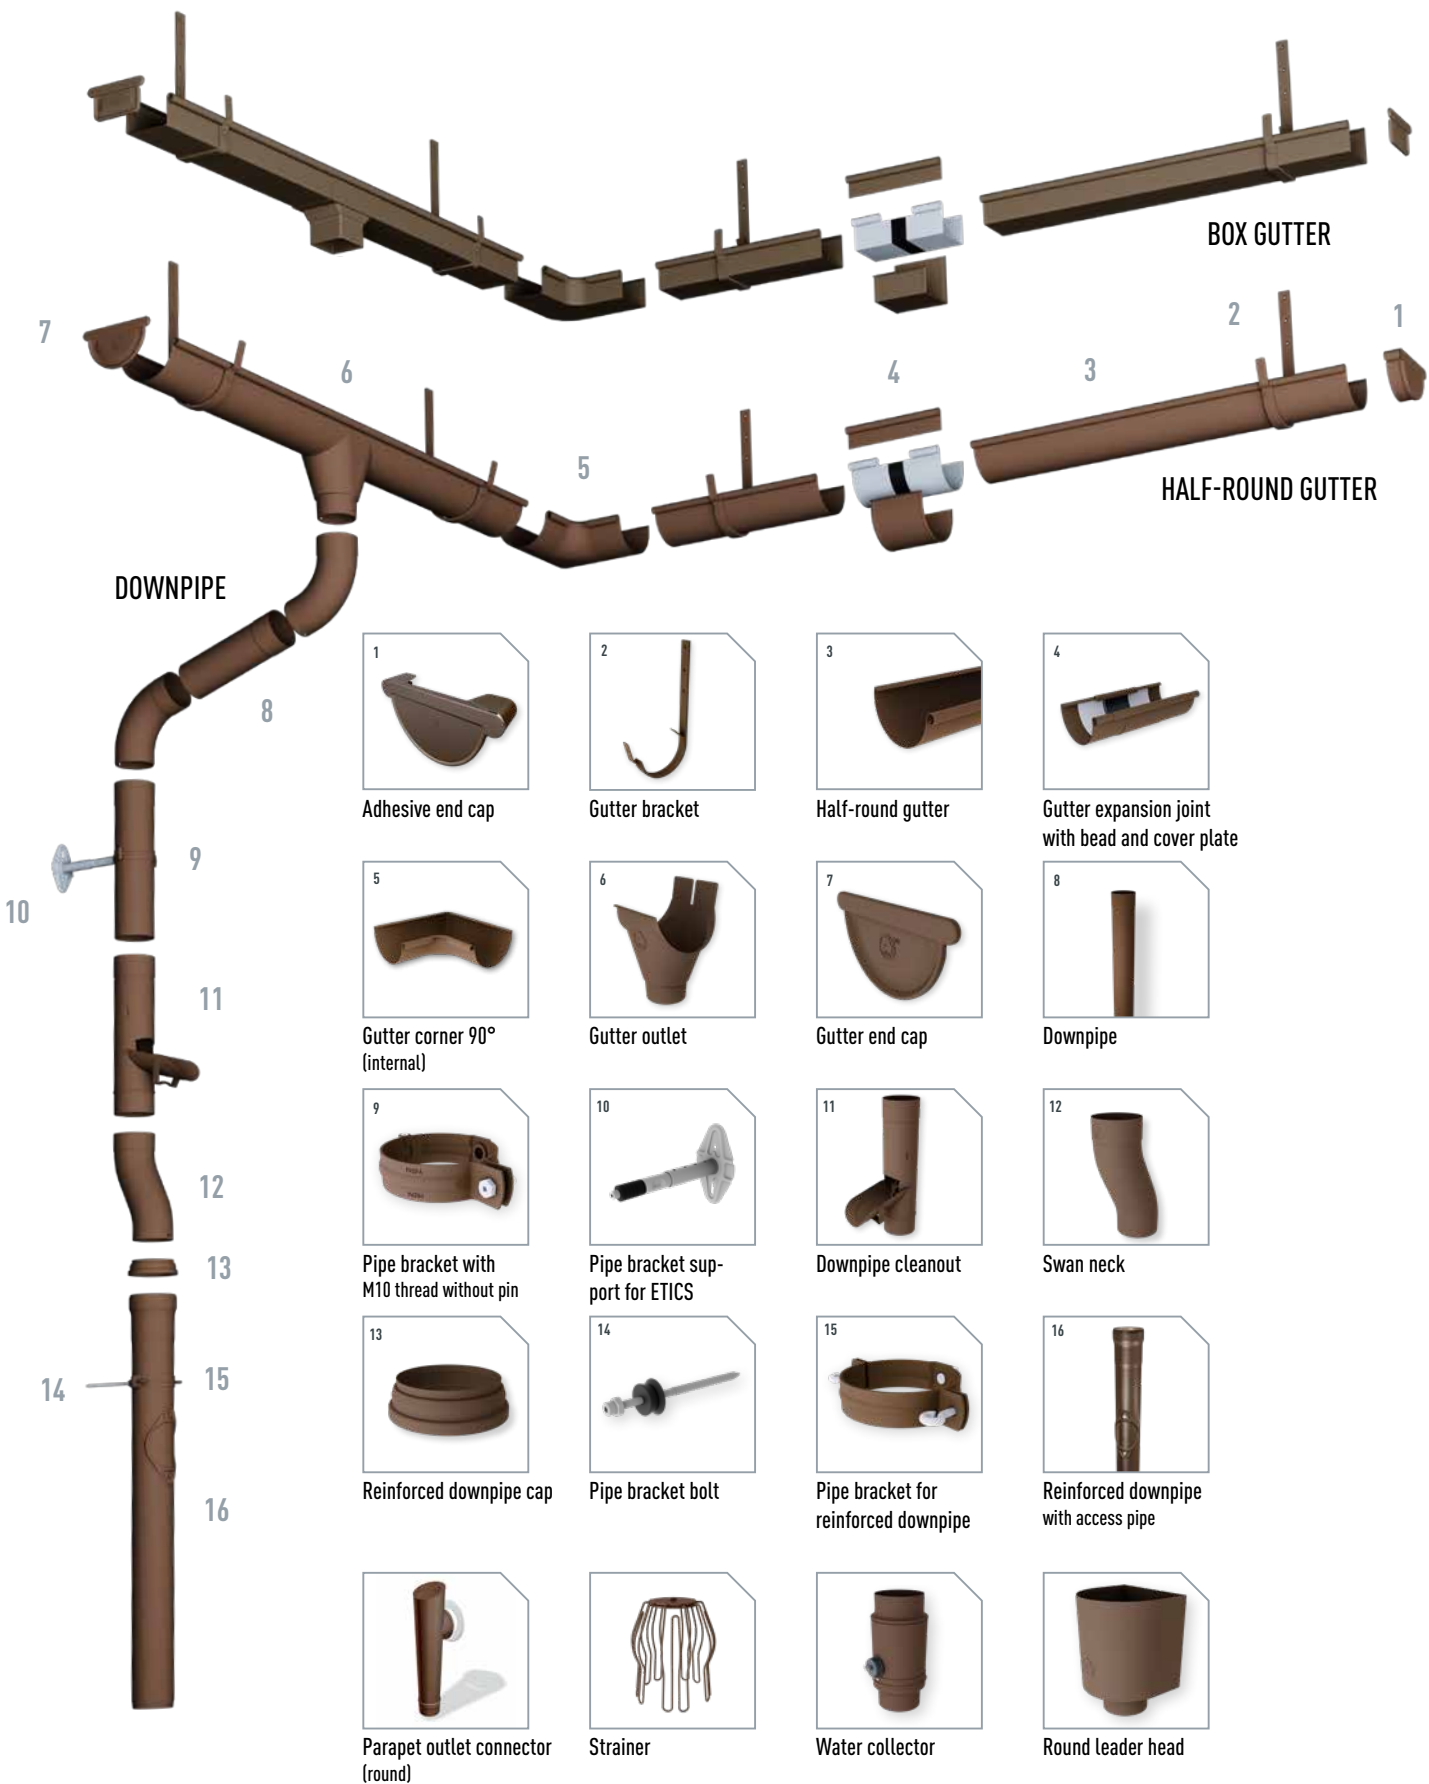 BOX GUTTER
7
6
5
4
3
2
1
HALF-ROUND GUTTER
DOWNPIPE
8
9
10
11
12
13
14
15
16
1
Adhesive end cap
2
Gutter bracket
3
Half-round gutter
4
Gutter expansion joint
with bead and cover plate
5
Gutter corner 90°
(internal)
6
Gutter outlet
7
Gutter end cap
8
Downpipe
9
Pipe bracket with
M10 thread without pin
10
Pipe bracket sup-
port for ETICS
11
Downpipe cleanout
12
Swan neck
13
Reinforced downpipe cap
14
Pipe bracket bolt
15
Pipe bracket for
reinforced downpipe
16
Reinforced downpipe
with access pipe
Parapet outlet connector
(round)
Strainer
Water collector
Round leader head